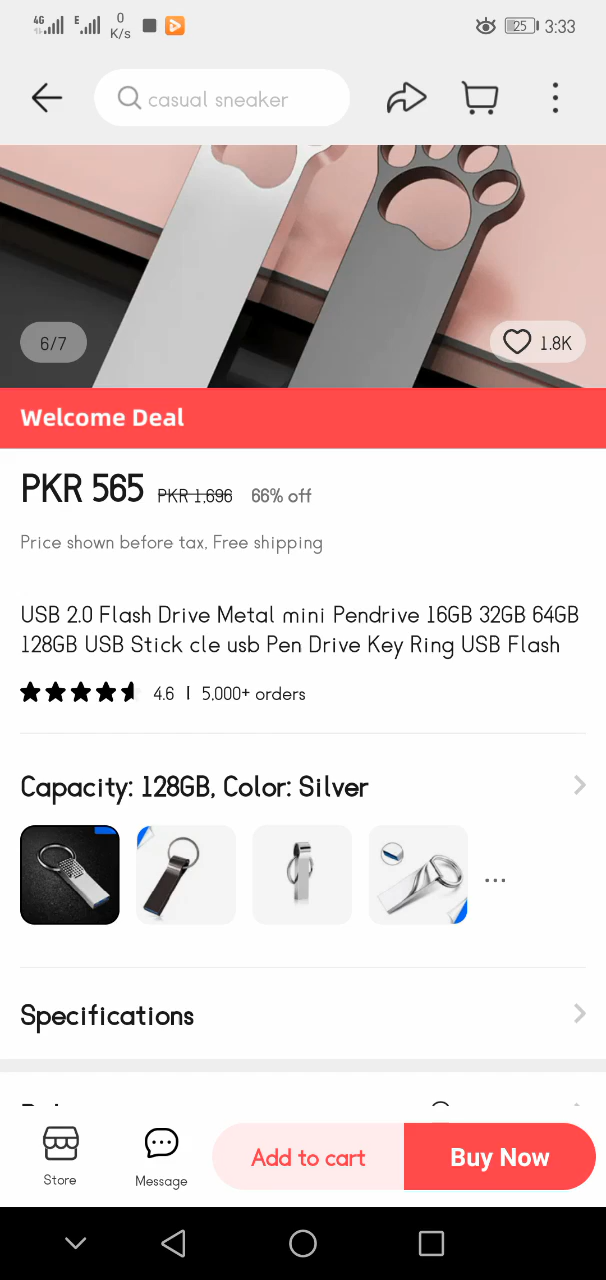 4G E 0 K/s 25 3:33
casual sneaker
6/7 1.8K
Welcome Deal
PKR 565 PKR 1,696 66% off
Price shown before tax, Free shipping
USB 2.0 Flash Drive Metal mini Pendrive 16GB 32GB 64GB
128GB USB Stick cle usb Pen Drive Key Ring USB Flash
4.6 | 5,000+ orders
Capacity: 128GB, Color: Silver
...
Specifications
Store Message Add to cart Buy Now